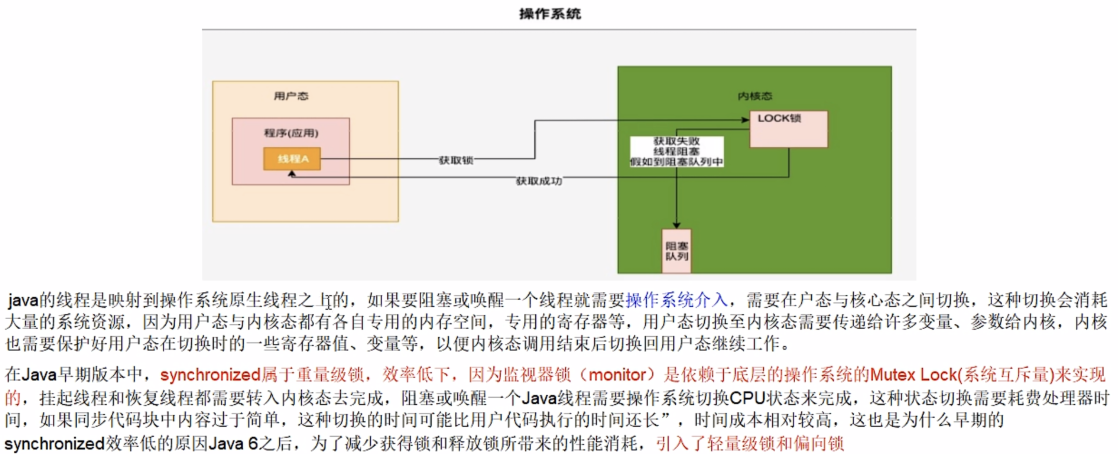 操作系统
用户态
程序(应用)
线程A
获取锁
获取成功
内核态
LOCK锁
获取失败
线程阻塞
假如到阻塞队列中
阻塞
队列
java的线程是映射到操作系统原生线程之上的，如果要阻塞或唤醒一个线程就需要操作系统介入，需要在户态与核心态之间切换，这种切换会消耗
大量的系统资源，因为用户态与内核态都有各自专用的内存空间，专用的寄存器等，用户态切换至内核态需要传递给许多变量、参数给内核，内核
也需要保护好用户态在切换时的一些寄存器值、变量等，以便内核态调用结束后切换回用户态继续工作。
在Java早期版本中，synchronized属于重量级锁，效率低下，因为监视器锁（monitor）是依赖于底层的操作系统的Mutex Lock(系统互斥量)来实现
的，挂起线程和恢复线程都需要转入内核态去完成，阻塞或唤醒一个Java线程需要操作系统切换CPU状态来完成，这种状态切换需要耗费处理器时
间，如果同步代码块中内容过于简单，这种切换的时间可能比用户代码执行的时间还长”，时间成本相对较高，这也是为什么早期的
synchronized效率低的原因Java 6之后，为了减少获得锁和释放锁所带来的性能消耗，引入了轻量级锁和偏向锁